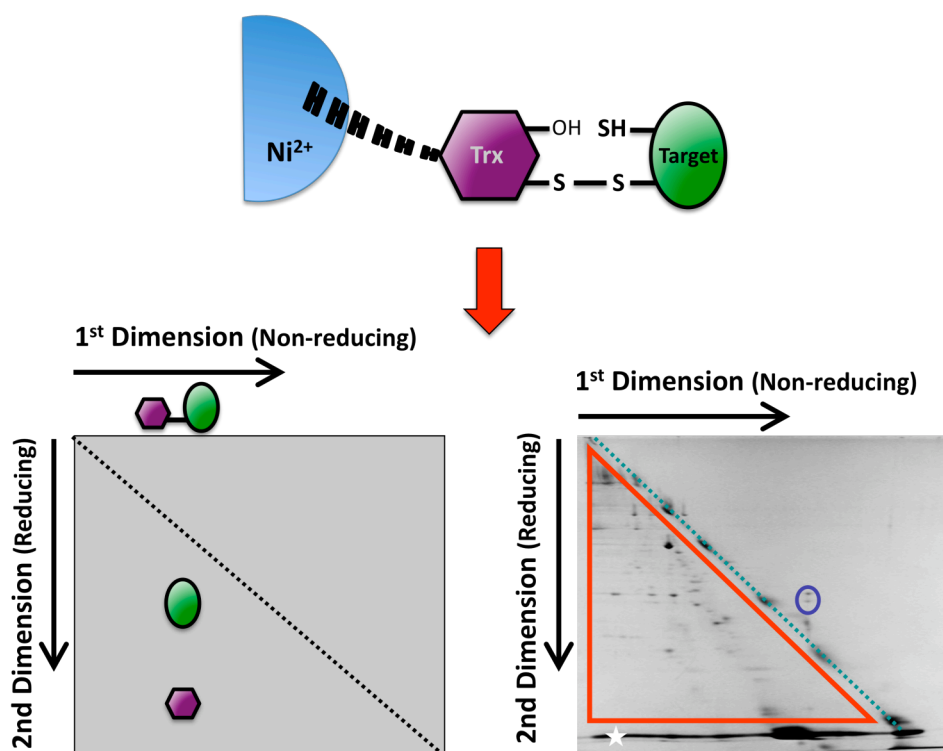 Ni²⁺
Trx
OH SH
S S
Target
1ˢᵗ Dimension (Non-reducing)
2nd Dimension (Reducing)
1ˢᵗ Dimension (Non-reducing)
2nd Dimension (Reducing)